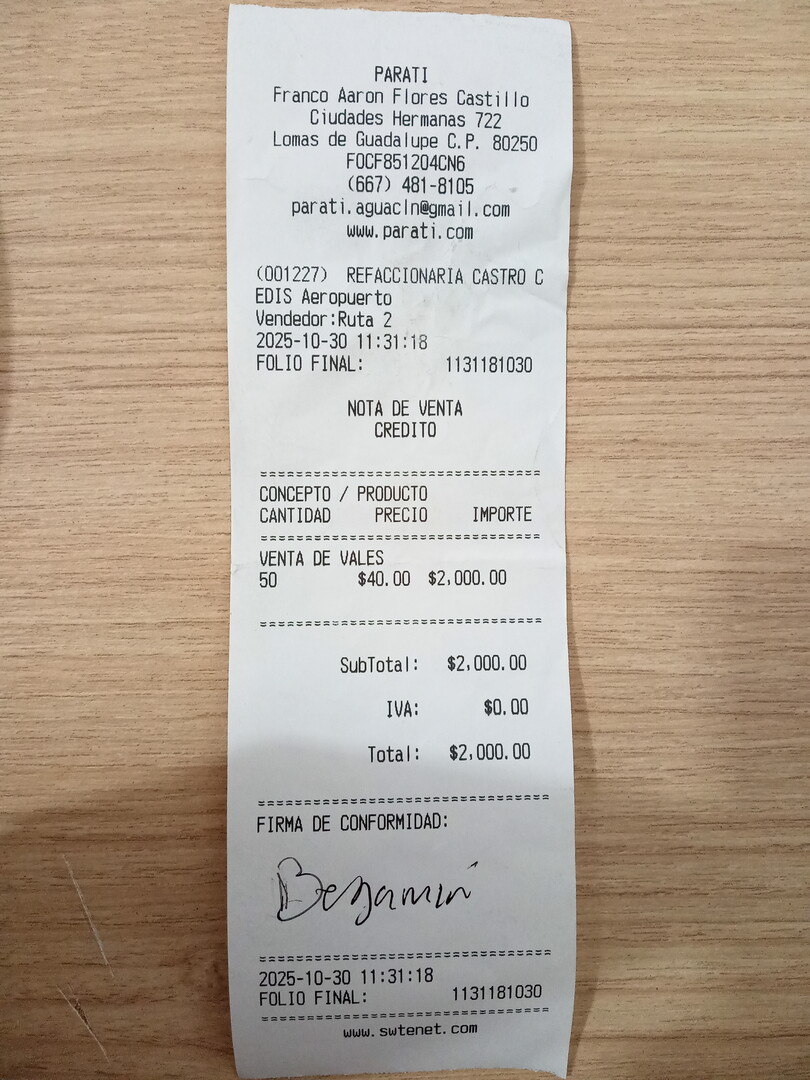 PARATI
Franco Aaron Flores Castillo
Ciudades Hermanas 722
Lomas de Guadalupe C.P. 80250
FOCF851204CN6
(667) 481-8105
parati.aguacln@gmail.com
www.parati.com
(001227) REFACCIONARIA CASTRO C
EDIS Aeropuerto
Vendedor:Ruta 2
2025-10-30 11:31:18
FOLIO FINAL: 1131181030
NOTA DE VENTA
CREDITO
CONCEPTO / PRODUCTO
CANTIDAD PRECIO IMPORTE
VENTA DE VALES
50 $40.00 $2,000.00
SubTotal: $2,000.00
IVA: $0.00
Total: $2,000.00
FIRMA DE CONFORMIDAD:
Benjamin
2025-10-30 11:31:18
FOLIO FINAL: 1131181030
www.swtenet.com